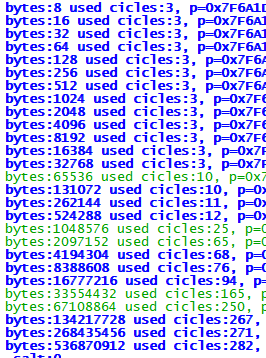 bytes:8 used cicles:3, p=0x7F6A1D
bytes:16 used cicles:3, p=0x7F6A
bytes:32 used cicles:3, p=0x7F6A
bytes:64 used cicles:3, p=0x7F6A1
bytes:128 used cicles:3, p=0x7F6
bytes:256 used cicles:3, p=0x7F6
bytes:512 used cicles:3, p=0x7F6
bytes:1024 used cicles:3, p=0x7F
bytes:2048 used cicles:3, p=0x7F
bytes:4096 used cicles:3, p=0x7F
bytes:8192 used cicles:3, p=0x7F
bytes:16384 used cicles:3, p=0x7
bytes:32768 used cicles:3, p=0x7F
bytes:65536 used cicles:10, p=0x7
bytes:131072 used cicles:10, p=0x
bytes:262144 used cicles:11, p=0x
bytes:524288 used cicles:12, p=0x
bytes:1048576 used cicles:25, p=0
bytes:2097152 used cicles:65, p=0
bytes:4194304 used cicles:68, p=0
bytes:8388608 used cicles:76, p=0
bytes:16777216 used cicles:94, p=
bytes:33554432 used cicles:165, p
bytes:67108864 used cicles:250, p
bytes:134217728 used cicles:267,
bytes:268435456 used cicles:271,
bytes:536870912 used cicles:282,